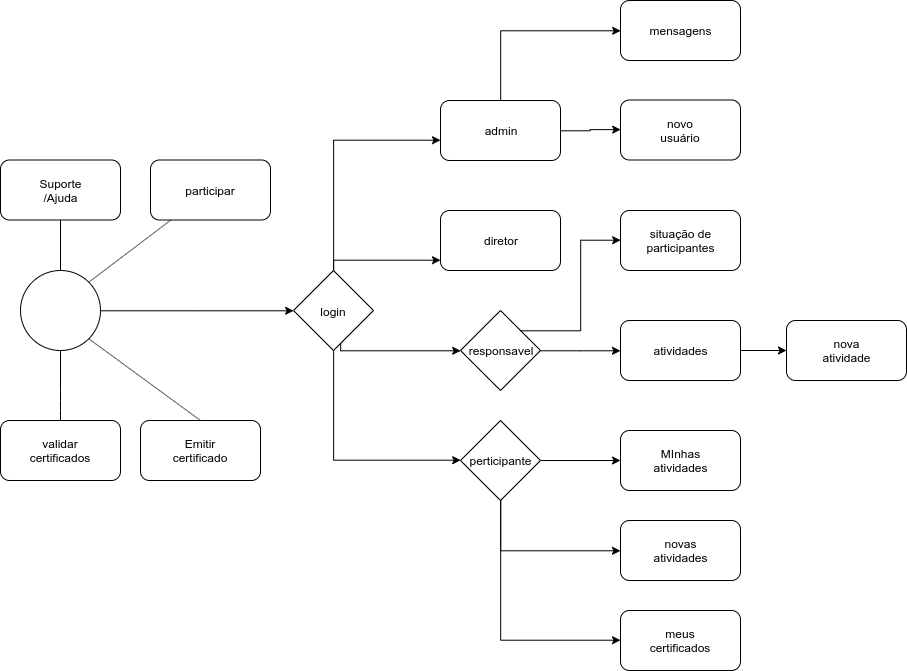 mensagens
admin
novo
usuário
Suporte
/Ajuda
participar
diretor
situação de
participantes
login
responsavel
atividades
nova
atividade
validar
certificados
Emitir
certificado
perticipante
MInhas
atividades
novas
atividades
meus
certificados